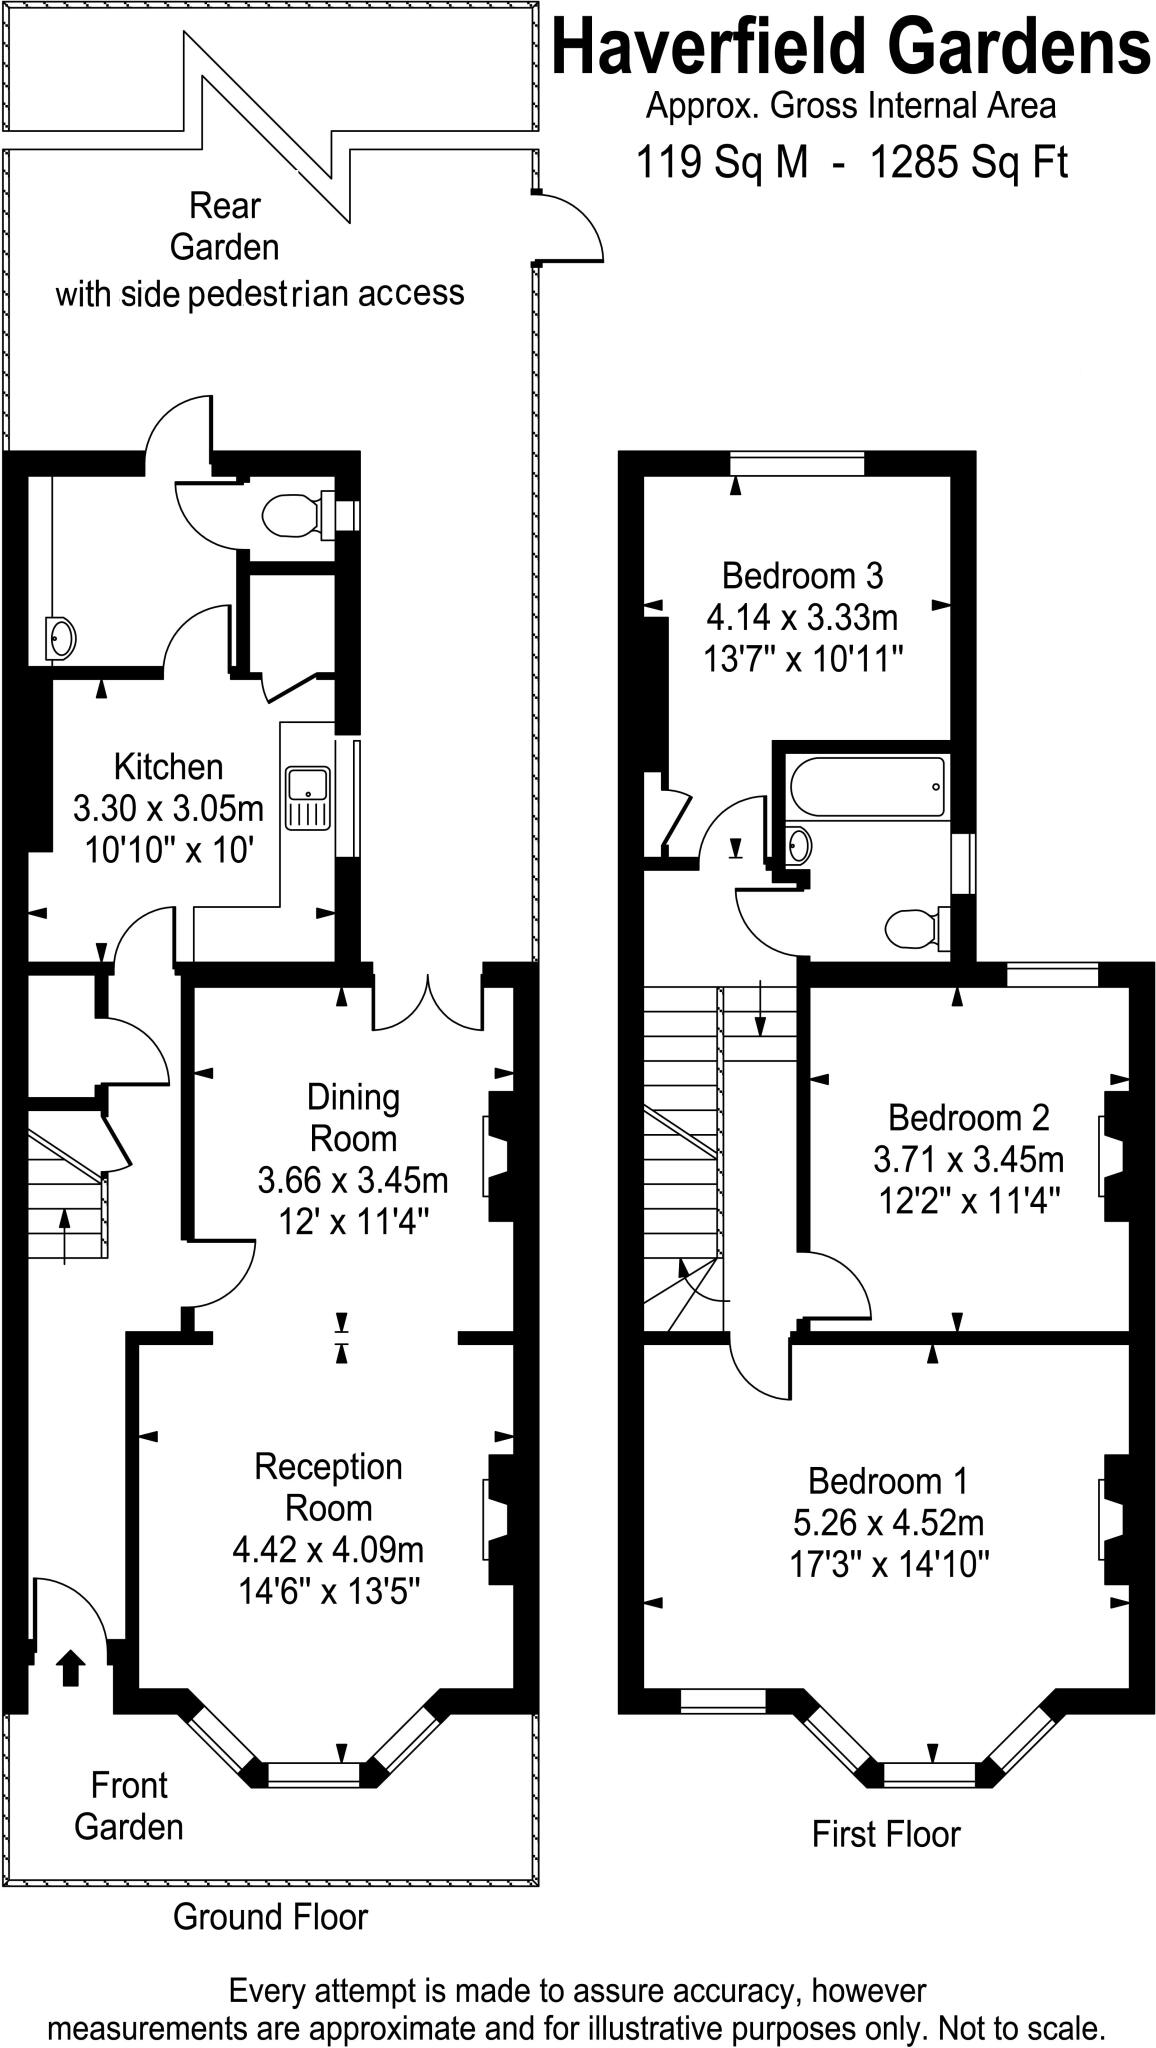 Haverfield Gardens
Approx. Gross Internal Area
119 Sq M - 1285 Sq Ft
Rear
Garden
with side pedestrian access
Kitchen
3.30 x 3.05m
10'10" x 10'
Dining
Room
3.66 x 3.45m
12' x 11'4"
Reception
Room
4.42 x 4.09m
14'6" x 13'5"
Front
Garden
Ground Floor
Bedroom 3
4.14 x 3.33m
13'7" x 10'11"
Bedroom 2
3.71 x 3.45m
12'2" x 11'4"
Bedroom 1
5.26 x 4.52m
17'3" x 14'10"
First Floor
Every attempt is made to assure accuracy, however
measurements are approximate and for illustrative purposes only. Not to scale.